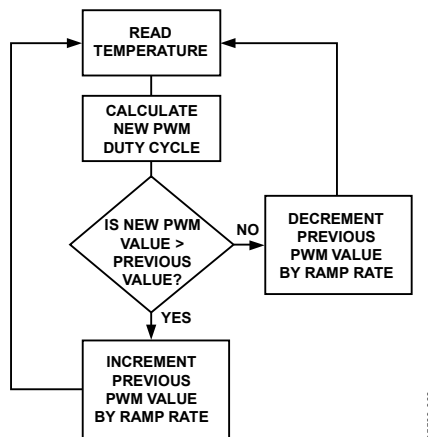 READ
TEMPERATURE
CALCULATE
NEW PWM
DUTY CYCLE
IS NEW PWM
VALUE >
PREVIOUS
VALUE?
NO
DECREMENT
PREVIOUS
PWM VALUE
BY RAMP RATE
YES
INCREMENT
PREVIOUS
PWM VALUE
BY RAMP RATE